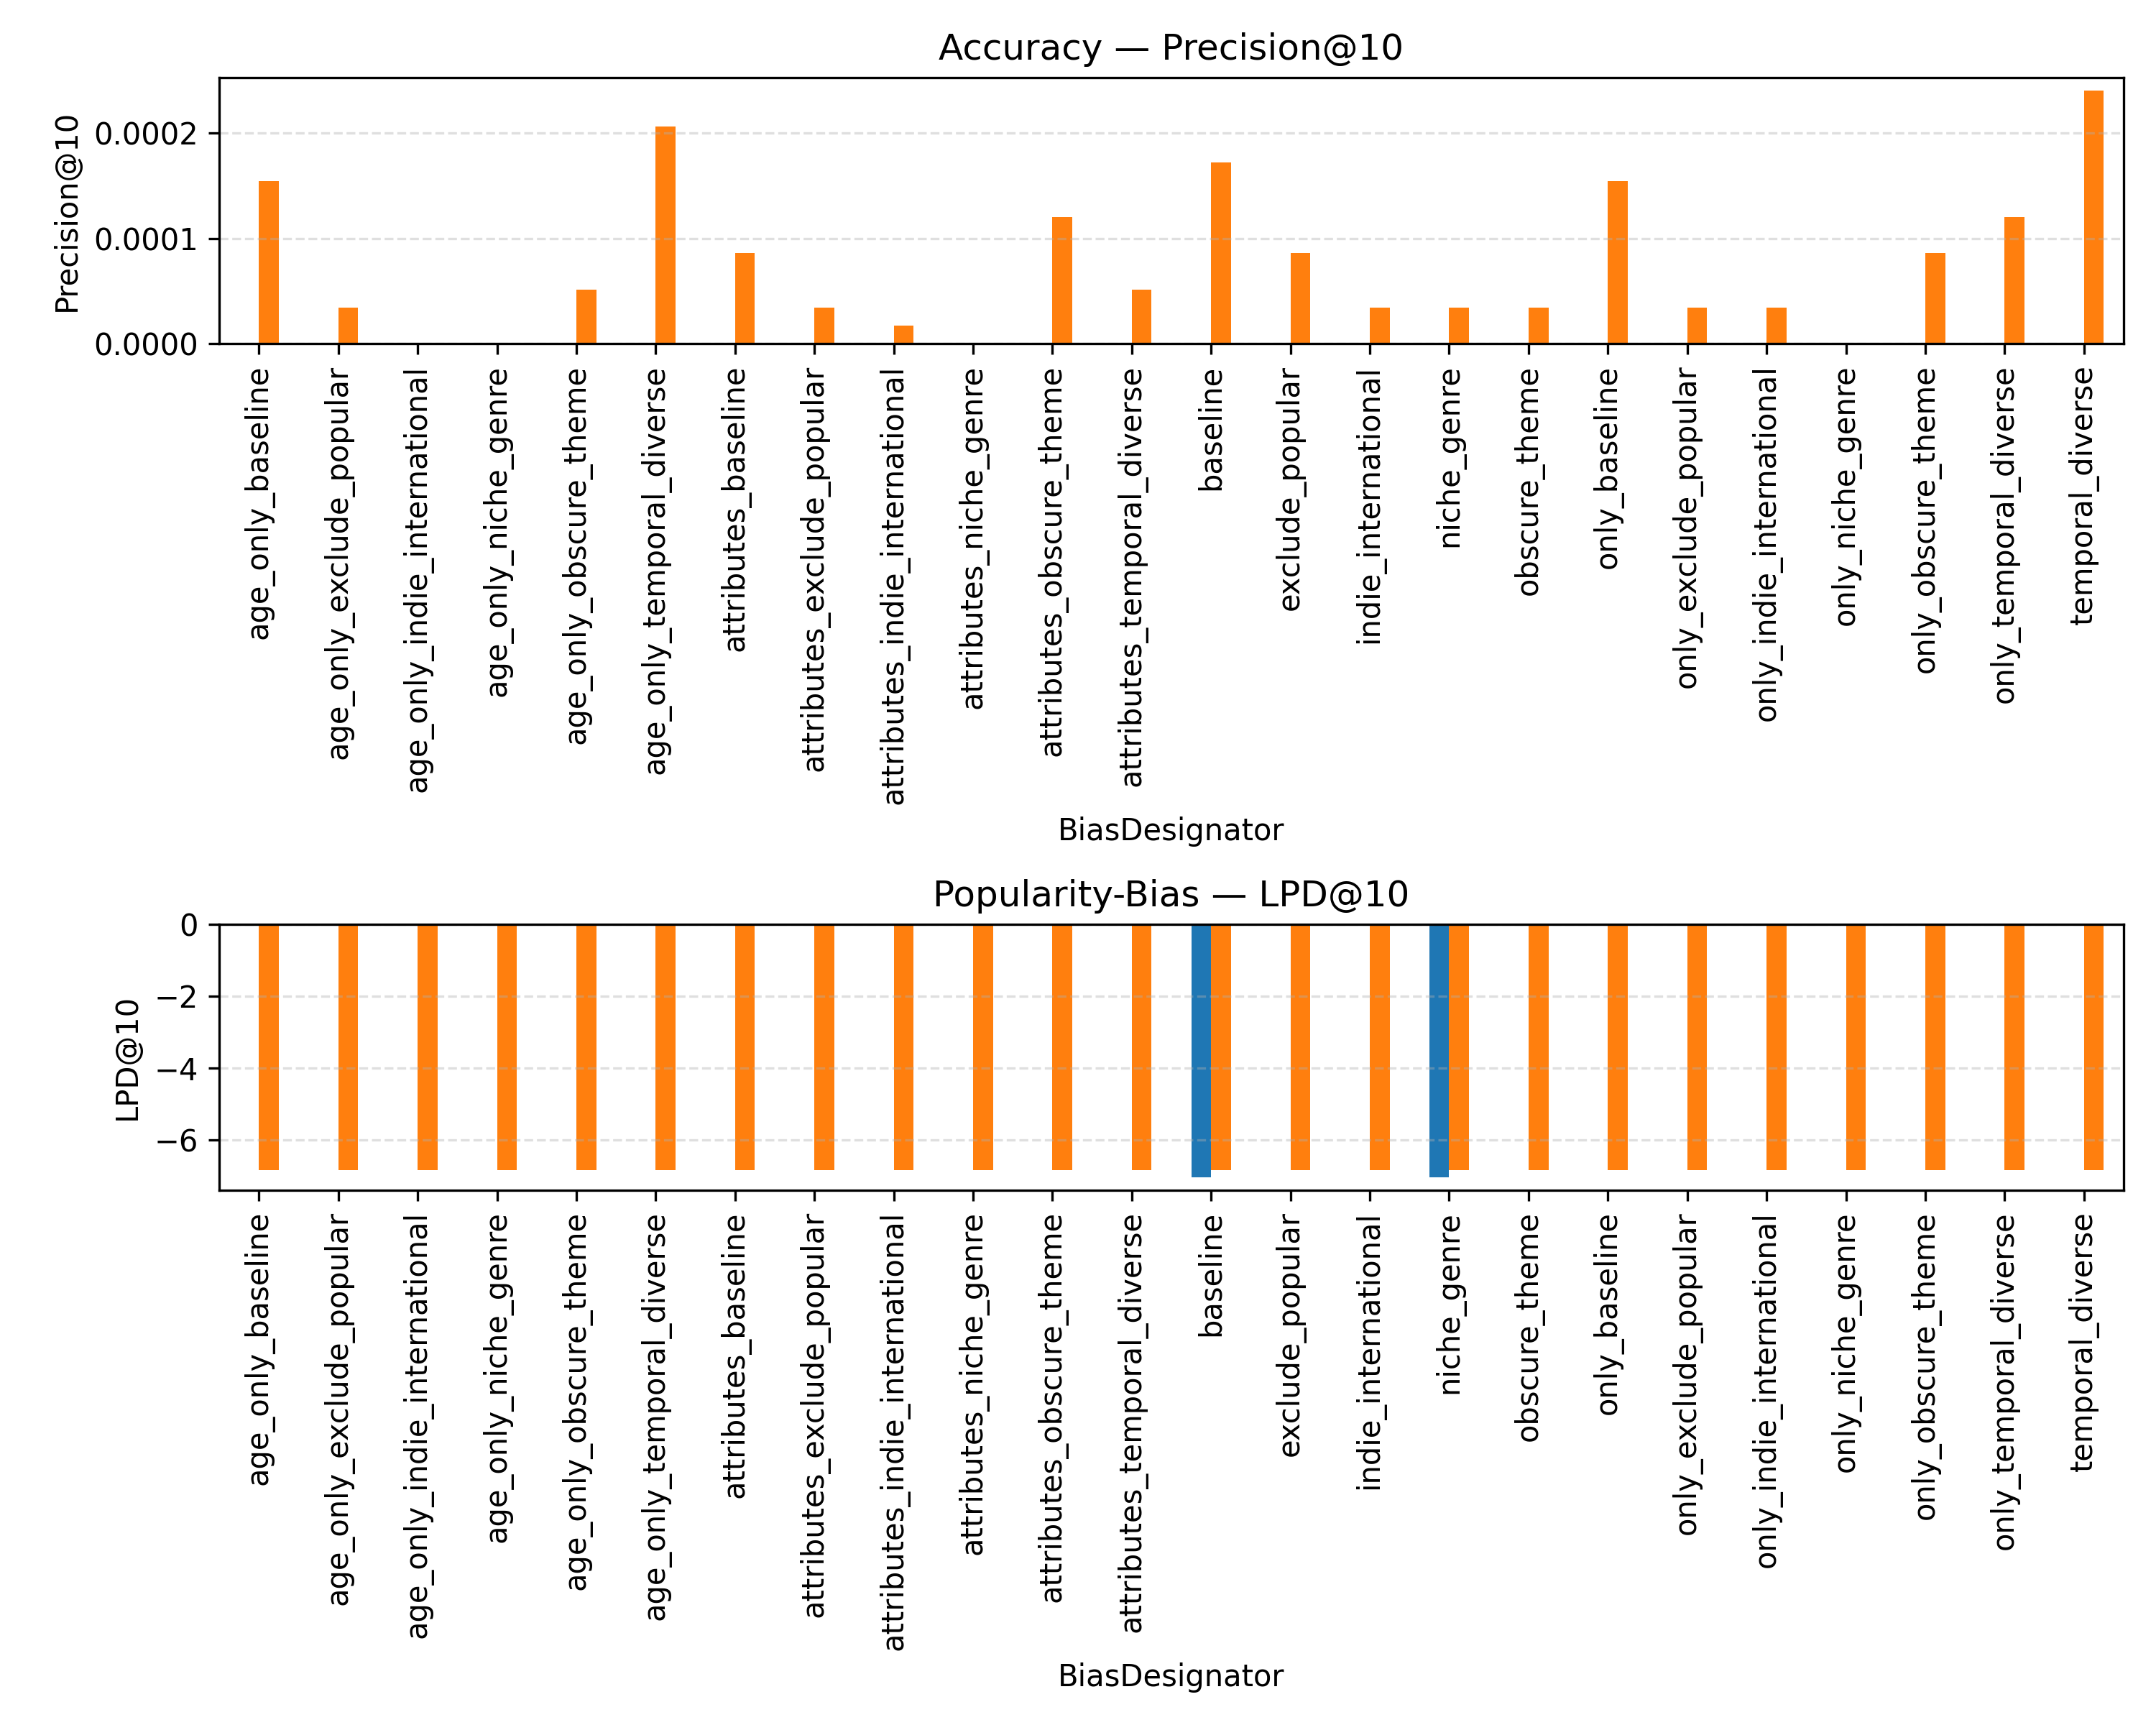 Accuracy — Precision@10
Precision@10
0.0002
0.0001
0.0000
age_only_baseline
age_only_exclude_popular
age_only_indie_international
age_only_niche_genre
age_only_obscure_theme
age_only_temporal_diverse
attributes_baseline
attributes_exclude_popular
attributes_indie_international
attributes_niche_genre
attributes_obscure_theme
attributes_temporal_diverse
baseline
exclude_popular
indie_international
niche_genre
obscure_theme
only_baseline
only_exclude_popular
only_indie_international
only_niche_genre
only_obscure_theme
only_temporal_diverse
temporal_diverse
BiasDesignator
Popularity-Bias — LPD@10
LPD@10
0
−2
−4
−6
age_only_baseline
age_only_exclude_popular
age_only_indie_international
age_only_niche_genre
age_only_obscure_theme
age_only_temporal_diverse
attributes_baseline
attributes_exclude_popular
attributes_indie_international
attributes_niche_genre
attributes_obscure_theme
attributes_temporal_diverse
baseline
exclude_popular
indie_international
niche_genre
obscure_theme
only_baseline
only_exclude_popular
only_indie_international
only_niche_genre
only_obscure_theme
only_temporal_diverse
temporal_diverse
BiasDesignator